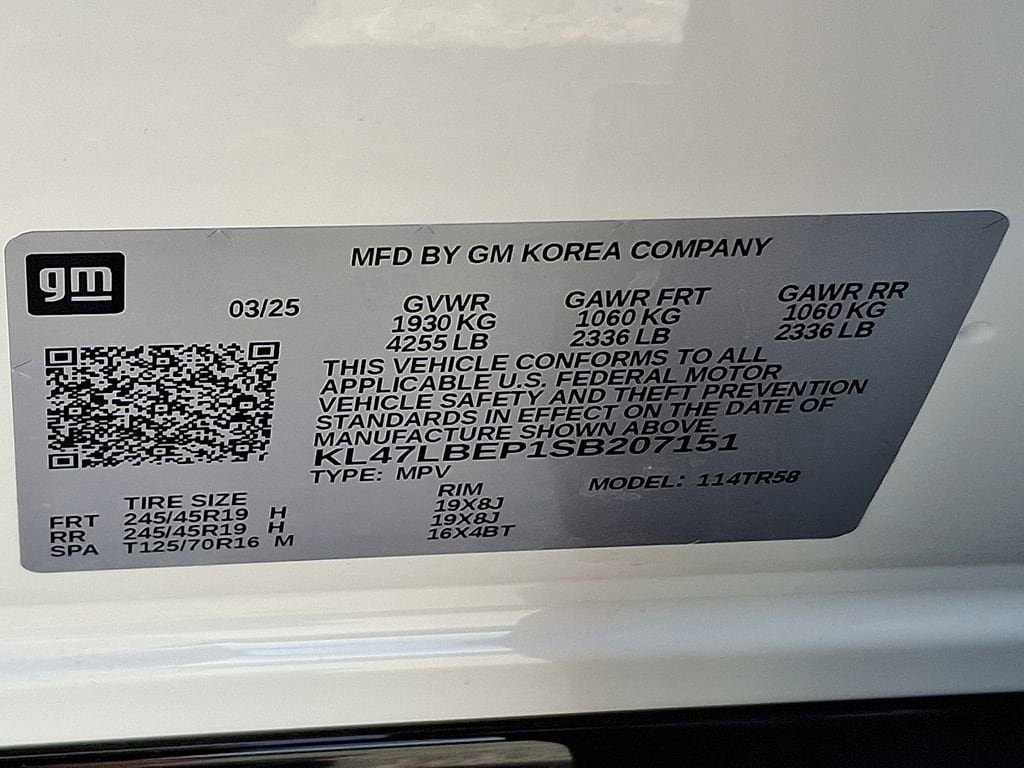 gm
MFD BY GM KOREA COMPANY
03/25
GVWR
1930 KG
4255 LB
GAWR FRT
1060 KG
2336 LB
GAWR RR
1060 KG
2336 LB
THIS VEHICLE CONFORMS TO ALL
APPLICABLE U.S. FEDERAL MOTOR
VEHICLE SAFETY AND THEFT PREVENTION
STANDARDS IN EFFECT ON THE DATE OF
MANUFACTURE SHOWN ABOVE.
KL47LBEP1SB207151
TYPE: MPV
MODEL: 114TR58
TIRE SIZE RIM
FRT 245/45R19 H 19X8J
RR 245/45R19 H 19X8J
SPA T125/70R16 M 16X4BT